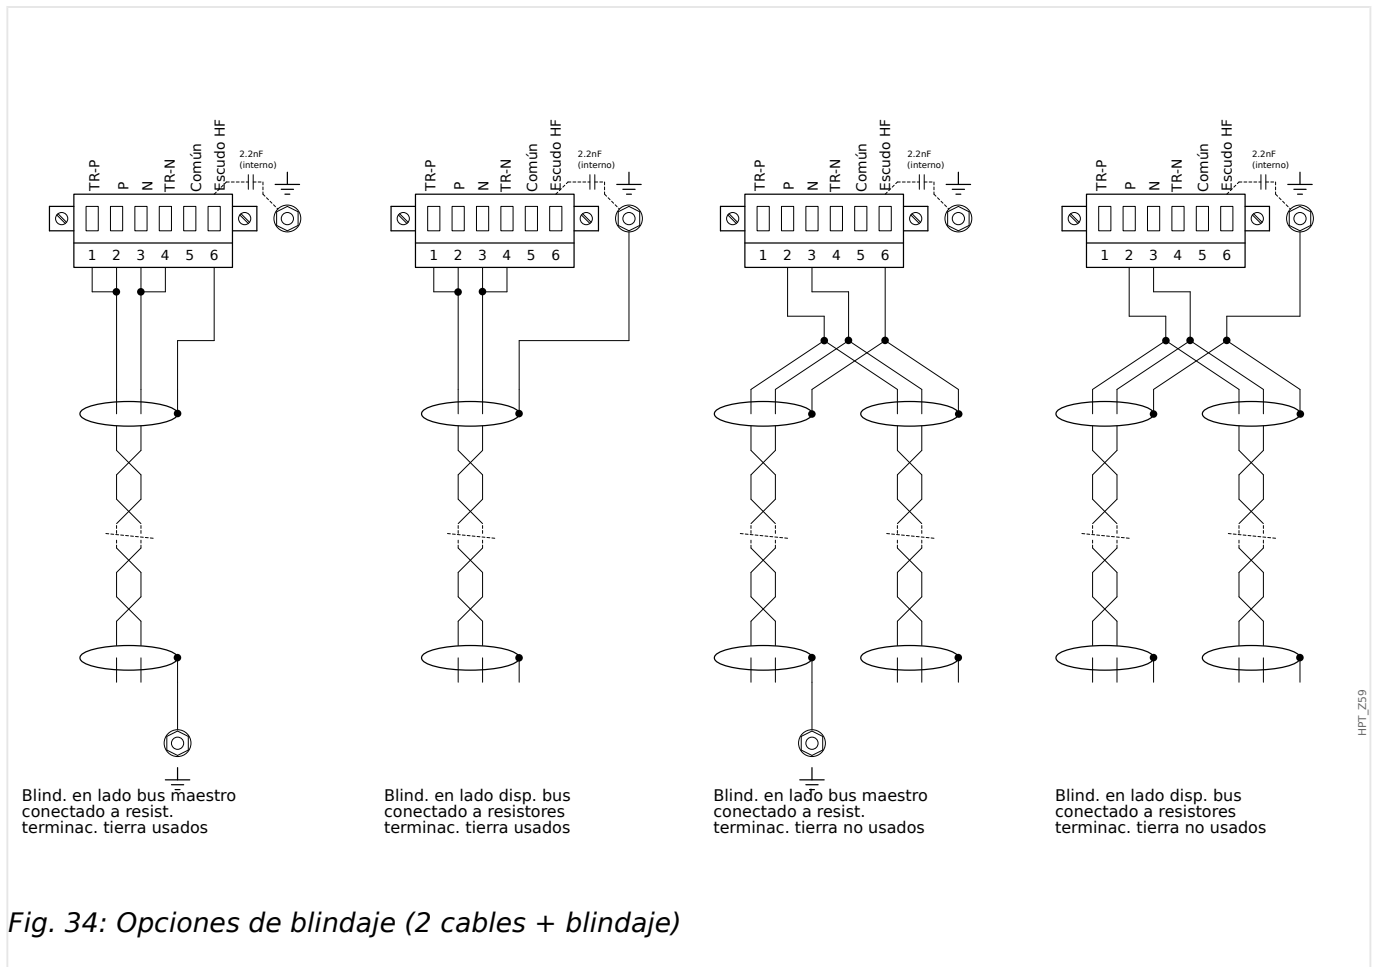 TR-P P N TR-N Común Escudo HF
2.2nF
(interno)
1 2 3 4 5 6
TR-P P N TR-N Común Escudo HF
2.2nF
(interno)
1 2 3 4 5 6
TR-P P N TR-N Común Escudo HF
2.2nF
(interno)
1 2 3 4 5 6
TR-P P N TR-N Común Escudo HF
2.2nF
(interno)
1 2 3 4 5 6
HPT_Z59
Blind. en lado bus maestro
conectado a resist.
terminac. tierra usados
Blind. en lado disp. bus
conectado a resistores
terminac. tierra usados
Blind. en lado bus maestro
conectado a resist.
terminac. tierra no usados
Blind. en lado disp. bus
conectado a resistores
terminac. tierra no usados
Fig. 34: Opciones de blindaje (2 cables + blindaje)